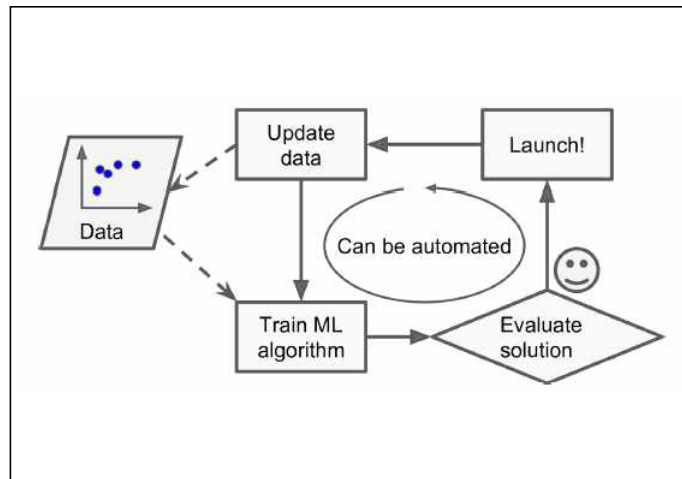 Update
data
Launch!
Data
Can be automated
Train ML
algorithm
Evaluate
solution